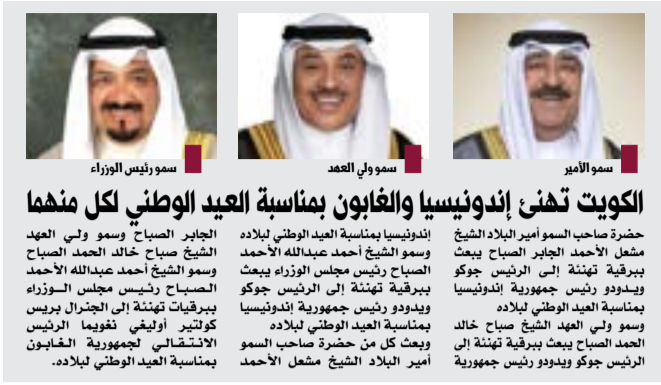 سمو الأمير
سمو ولي العهد
سمو رئيس الوزراء
الكويت تهنئ إندونيسيا والغابون بمناسبة العيد الوطني لكل منهما
حضرة صاحب السمو أمير البلاد الشيخ
مشعل الأحمد الجابر الصباح يبعث
ببرقية تهنئة إلى الرئيس جوكو
ويدودو رئيس جمهورية إندونيسيا
بمناسبة العيد الوطني لبلاده
وسمو ولي العهد الشيخ صباح خالد
الحمد الصباح يبعث ببرقية تهنئة إلى
الرئيس جوكو ويدودو رئيس جمهورية
إندونيسيا بمناسبة العيد الوطني لبلاده
وسمو الشيخ أحمد عبدالله الأحمد
الصباح رئيس مجلس الوزراء يبعث
ببرقية تهنئة إلى الرئيس جوكو
ويدودو رئيس جمهورية إندونيسيا
بمناسبة العيد الوطني لبلاده
وبعث كل من حضرة صاحب السمو
أمير البلاد الشيخ مشعل الأحمد
الجابر الصباح وسمو ولي العهد
الشيخ صباح خالد الحمد الصباح
وسمو الشيخ أحمد عبدالله الأحمد
الصباح رئيس مجلس الوزراء
ببرقيات تهنئة إلى الجنرال بريس
كولتير أوليغي نغويما الرئيس
الانتقالي لجمهورية الغابون
بمناسبة العيد الوطني لبلاده.